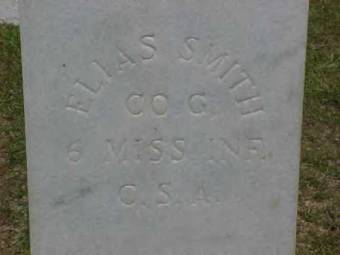 ELIAS SMITH
CO G.
6 MISS INF.
C.S.A.